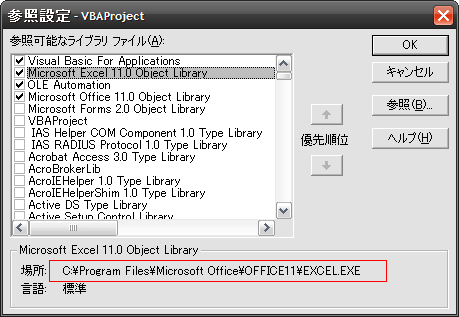 参照設定 - VBAProject
参照可能なライブラリ ファイル(A):
Visual Basic For Applications
Microsoft Excel 11.0 Object Library
OLE Automation
Microsoft Office 11.0 Object Library
Microsoft Forms 2.0 Object Library
VBAProject
IAS Helper COM Component 1.0 Type Library
IAS RADIUS Protocol 1.0 Type Library
Acrobat Access 3.0 Type Library
AcroBrokerLib
AcroIEHelper 1.0 Type Library
AcroIEHelperShim 1.0 Type Library
Active DS Type Library
Active Setup Control Library
優先順位
OK
キャンセル
参照(B)...
ヘルプ(H)
Microsoft Excel 11.0 Object Library
場所: C:¥Program Files¥Microsoft Office¥OFFICE11¥EXCEL.EXE
言語: 標準